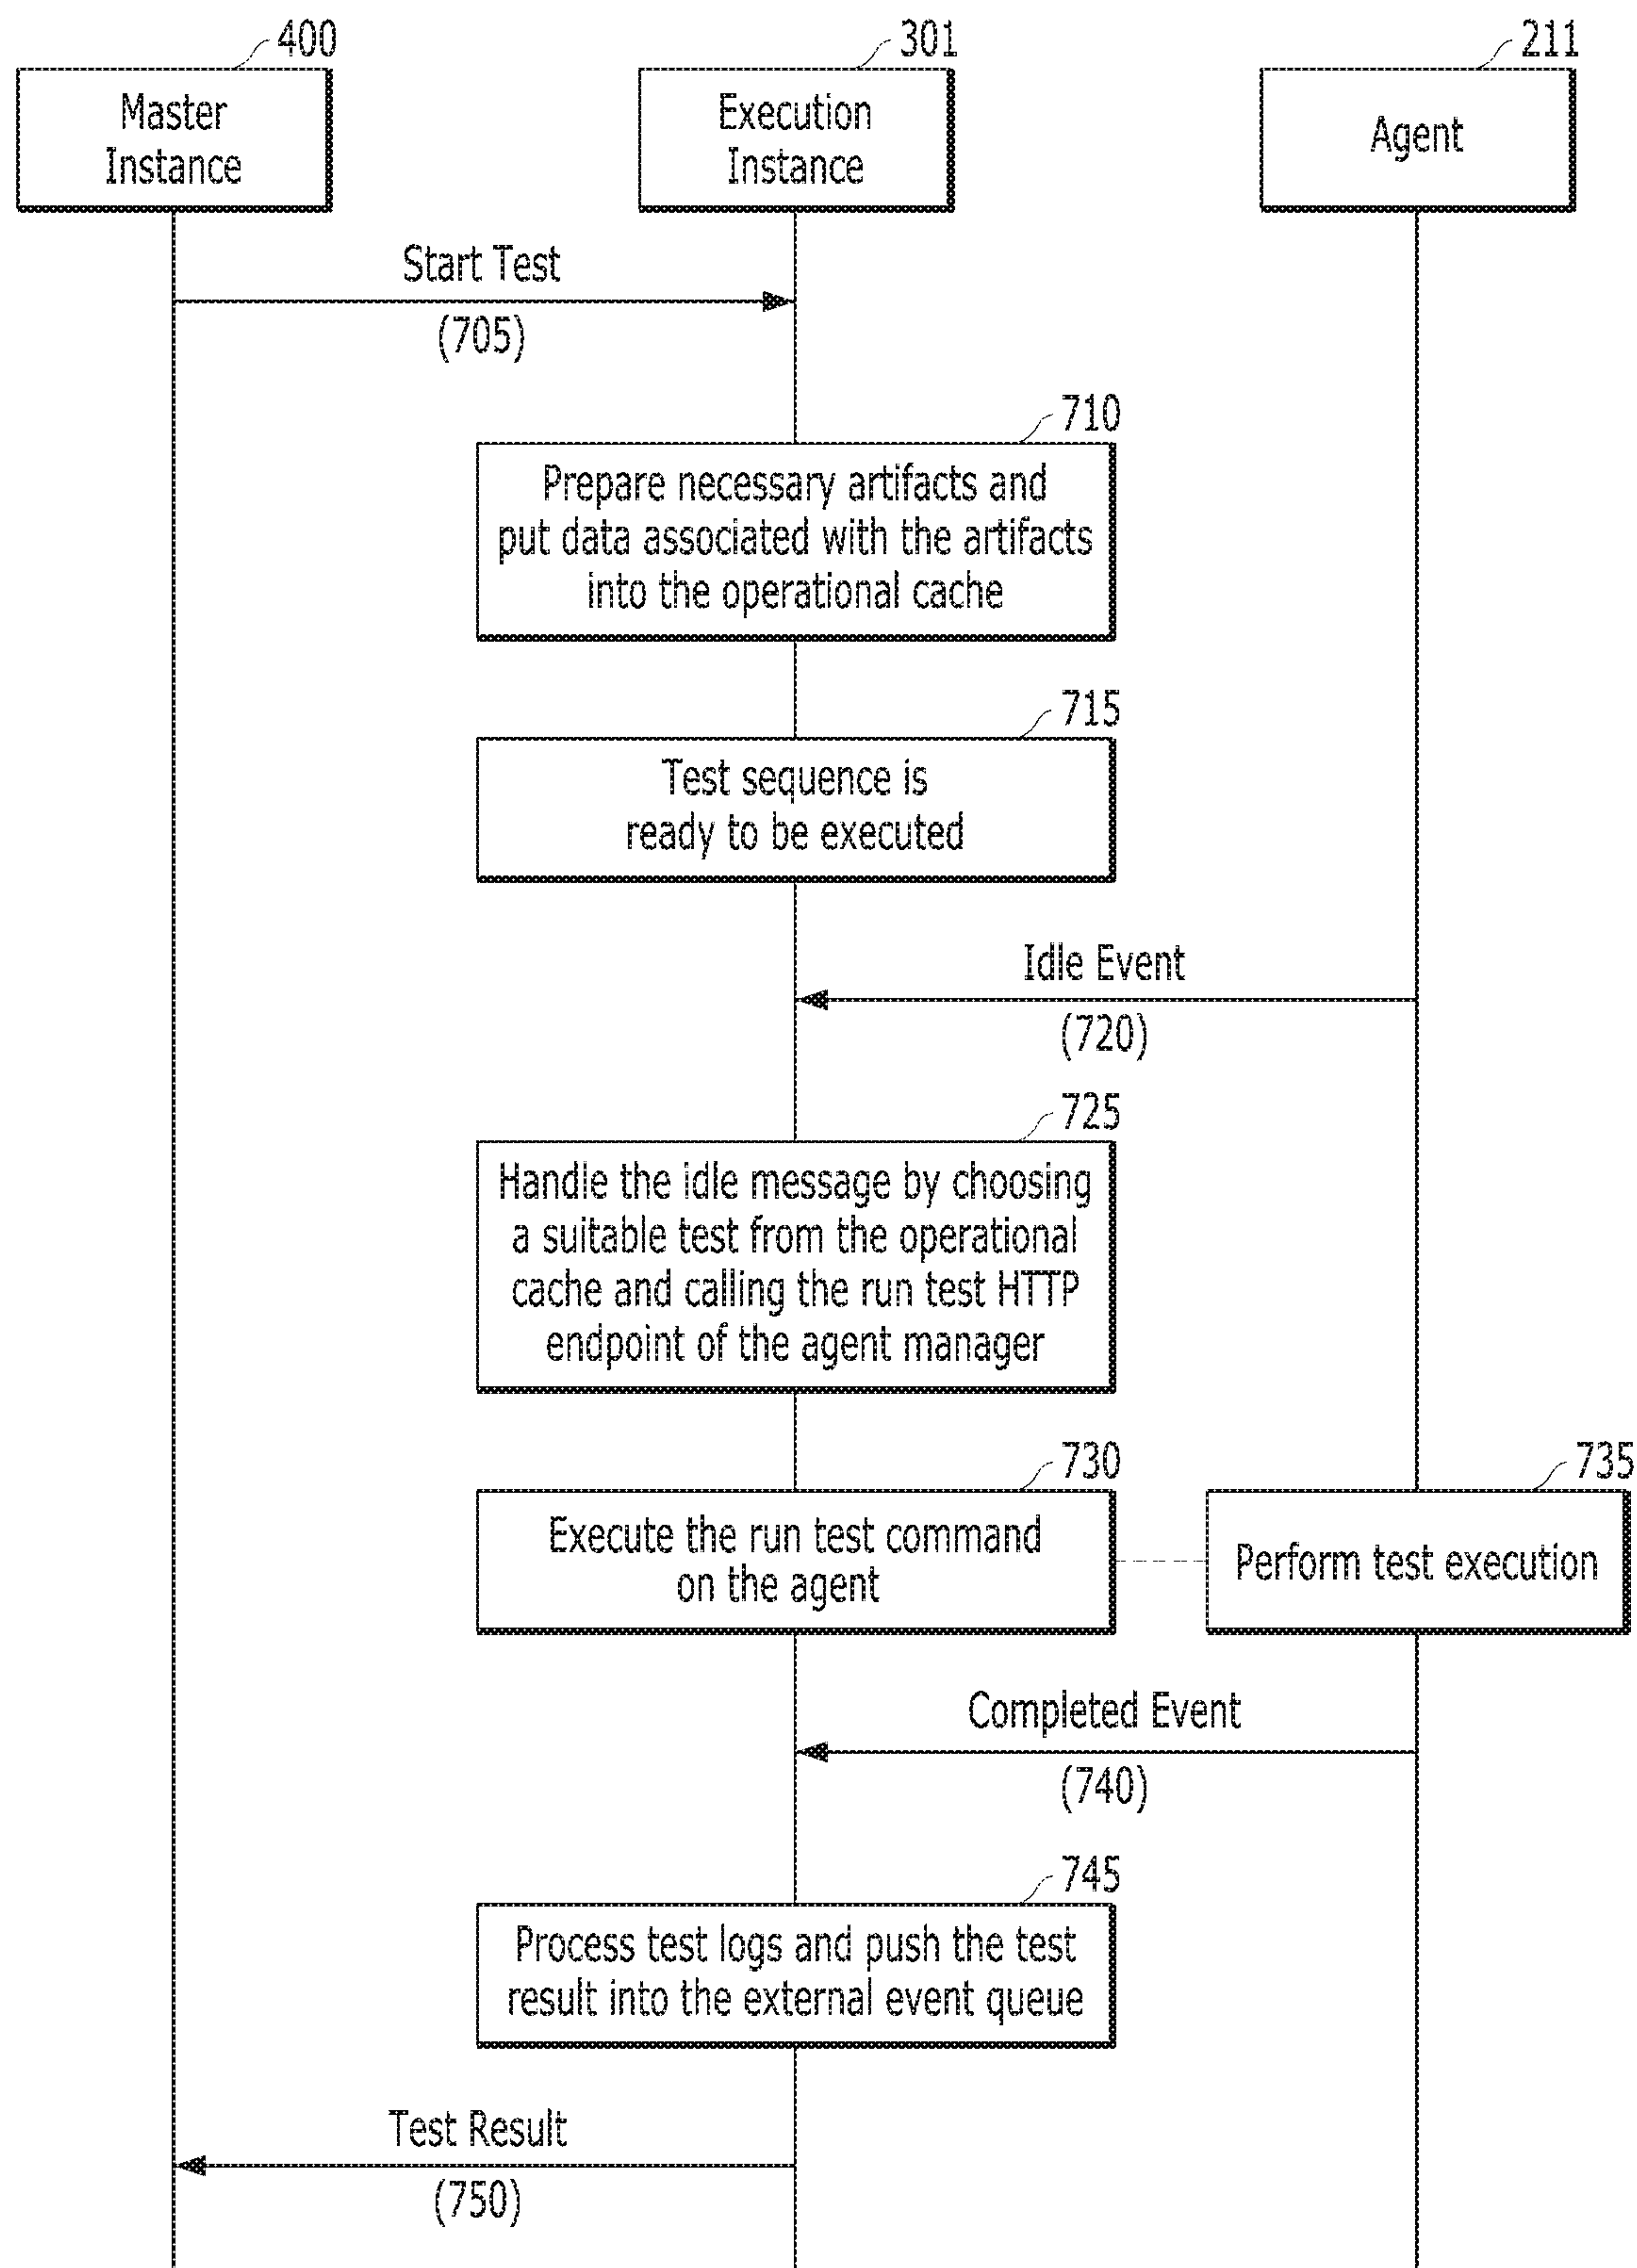 400
301
211
Master
Instance
Execution
Instance
Agent
Start Test
(705)
710
Prepare necessary artifacts and
put data associated with the artifacts
into the operational cache
715
Test sequence is
ready to be executed
Idle Event
(720)
725
Handle the idle message by choosing
a suitable test from the operational
cache and calling the run test HTTP
endpoint of the agent manager
730
Execute the run test command
on the agent
735
Perform test execution
Completed Event
(740)
745
Process test logs and push the test
result into the external event queue
Test Result
(750)